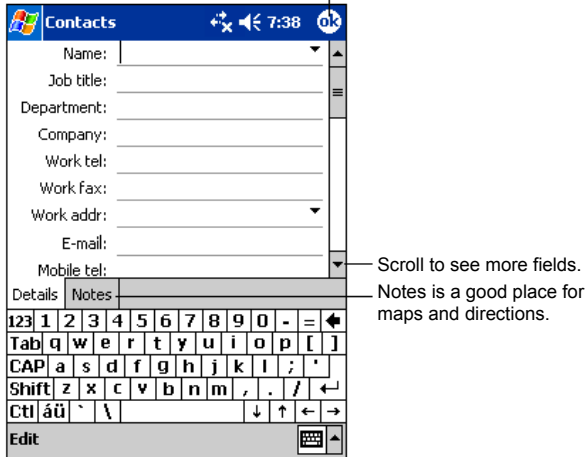 Contacts 7:38 ok
Name:
Job title:
Department:
Company:
Work tel:
Work fax:
Work addr:
E-mail:
Mobile tel:
Scroll to see more fields.
Details Notes
Notes is a good place for
maps and directions.
123 1 2 3 4 5 6 7 8 9 0 - =
Tab q w e r t y u i o p [ ]
CAP a s d f g h j k l ; '
Shift z x c v b n m , . /
Ctl áü ` \
Edit